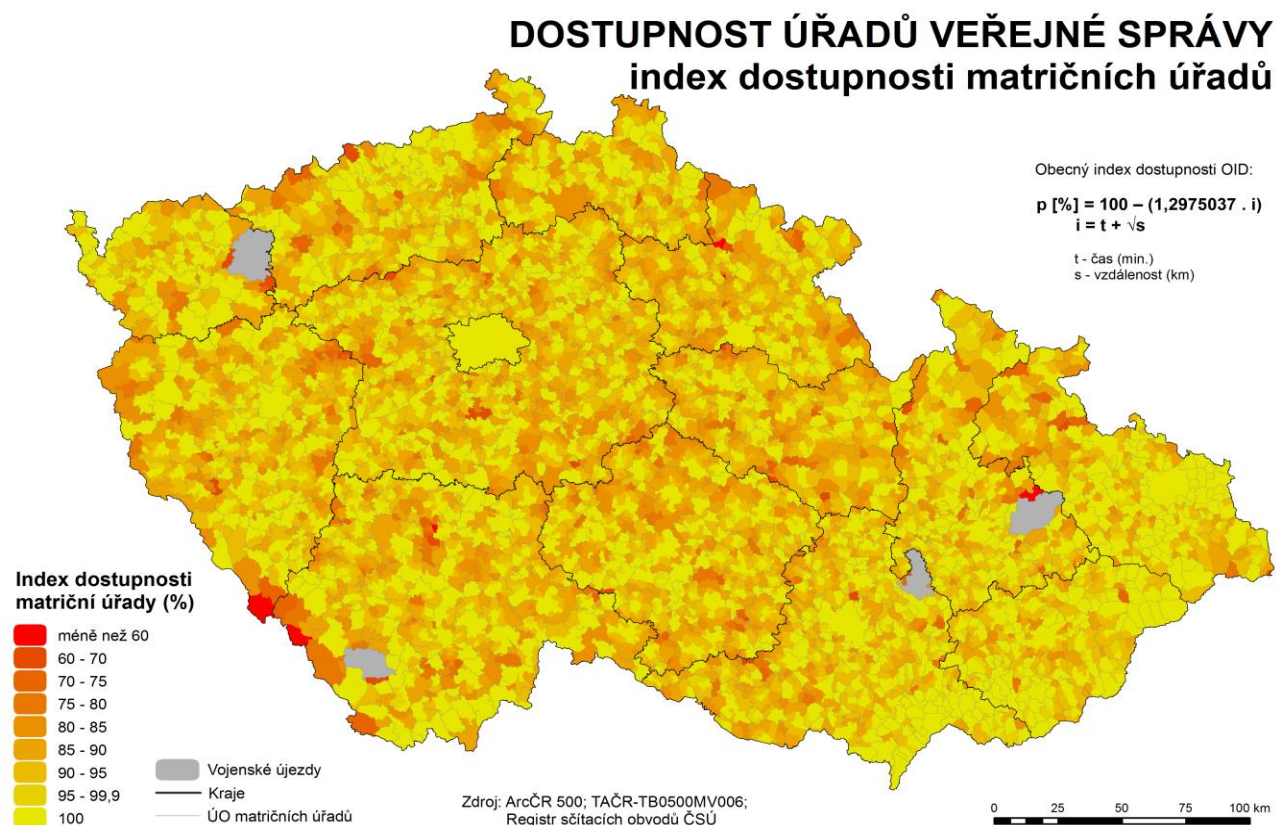 DOSTUPNOST ÚŘADŮ VEŘEJNÉ SPRÁVY
index dostupnosti matričních úřadů
Obecný index dostupnosti OID:
p [%] = 100 – (1,2975037 . i)
i = t + √s
t - čas (min.)
s - vzdálenost (km)
Index dostupnosti
matriční úřady (%)
méně než 60
60 - 70
70 - 75
75 - 80
80 - 85
85 - 90
90 - 95
95 - 99,9
100
Vojenské újezdy
Kraje
ÚO matričních úřadů
Zdroj: ArcČR 500; TAČR-TB0500MV006;
Registr sčítacích obvodů ČSÚ
0 25 50 75 100 km